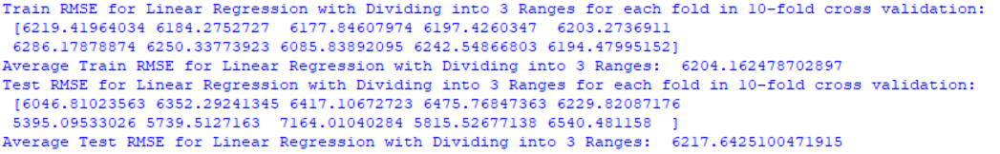 Train RMSE for Linear Regression with Dividing into 3 Ranges for each fold in 10-fold cross validation:
[6219.41964034 6184.2752727  6177.84607974 6197.4260347  6203.2736911
6286.17878874 6250.33773923 6085.83892095 6242.54866803 6194.47995152]
Average Train RMSE for Linear Regression with Dividing into 3 Ranges:  6204.162478702897
Test RMSE for Linear Regression with Dividing into 3 Ranges for each fold in 10-fold cross validation:
[6046.81023563 6352.29241345 6417.10672723 6475.76847363 6229.82087176
5395.09533026 5739.5127163  7164.01040284 5815.52677138 6540.481158  ]
Average Test RMSE for Linear Regression with Dividing into 3 Ranges:  6217.6425100471915